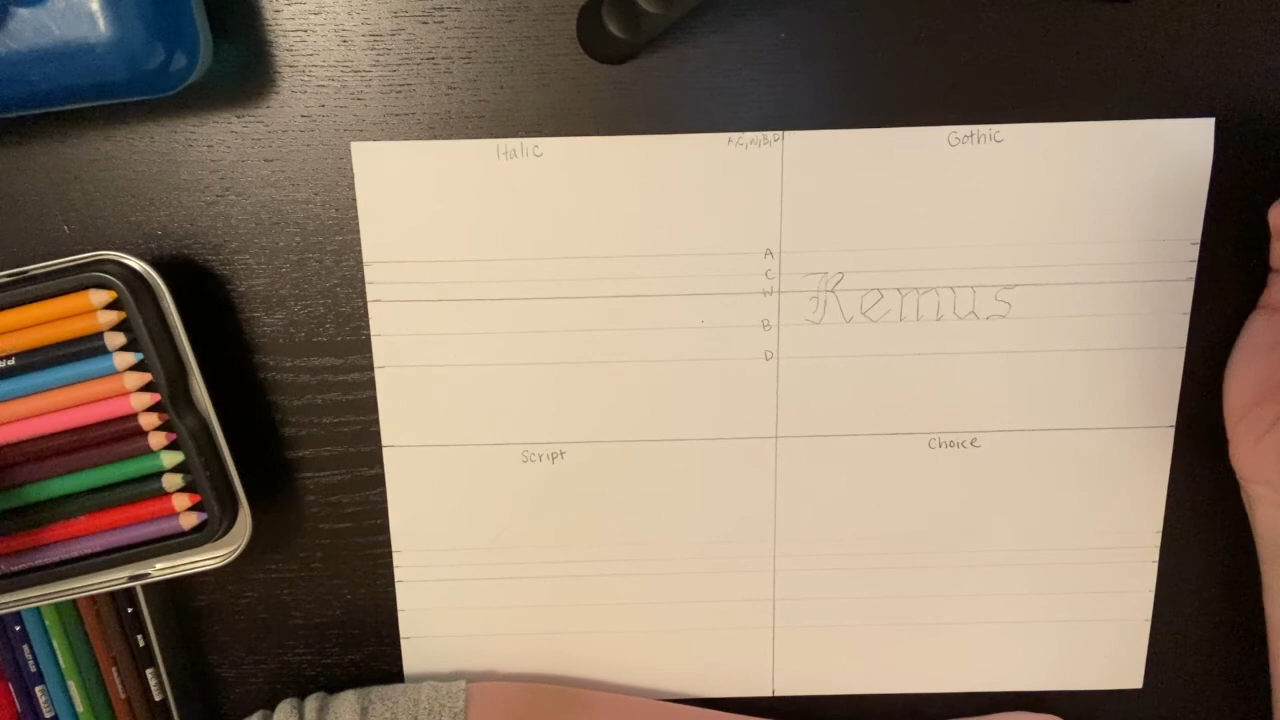 Italic
A,C,W,B,D
Gothic
A
C
W
B
D
Remus
Script
Choice